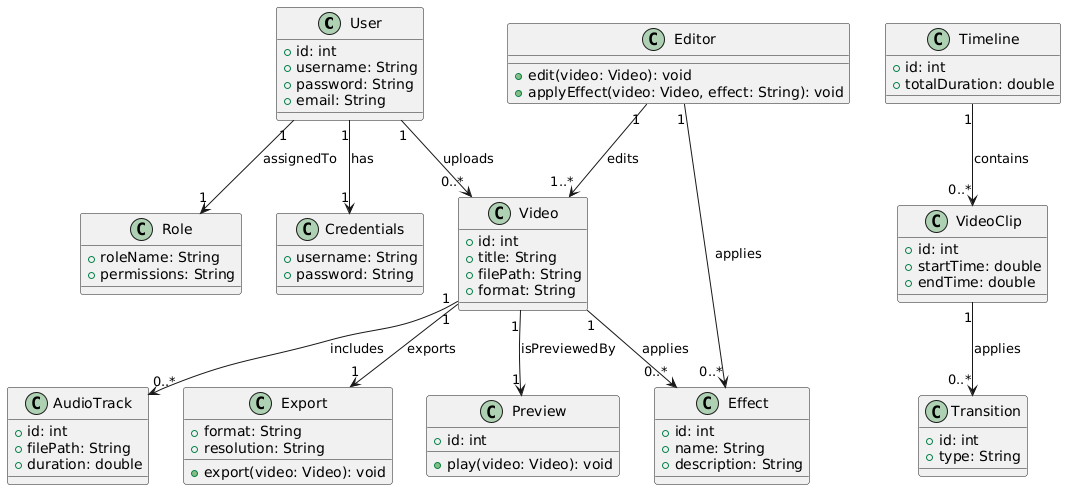 C User
+ id: int
+ username: String
+ password: String
+ email: String
C Editor
edit(video: Video): void
applyEffect(video: Video, effect: String): void
C Timeline
id: int
totalDuration: double
1
1
1
1
1
1
assignedTo
has
uploads
edits
contains
1
1
0..*
1..*
applies
0..*
C Role
roleName: String
permissions: String
C Credentials
username: String
password: String
C Video
id: int
title: String
filePath: String
format: String
C VideoClip
id: int
startTime: double
endTime: double
1
1
1
1
1
includes
exports
isPreviewedBy
applies
applies
0..*
1
1
0..*
0..*
0..*
C AudioTrack
id: int
filePath: String
duration: double
C Export
format: String
resolution: String
export(video: Video): void
C Preview
id: int
play(video: Video): void
C Effect
id: int
name: String
description: String
C Transition
id: int
type: String